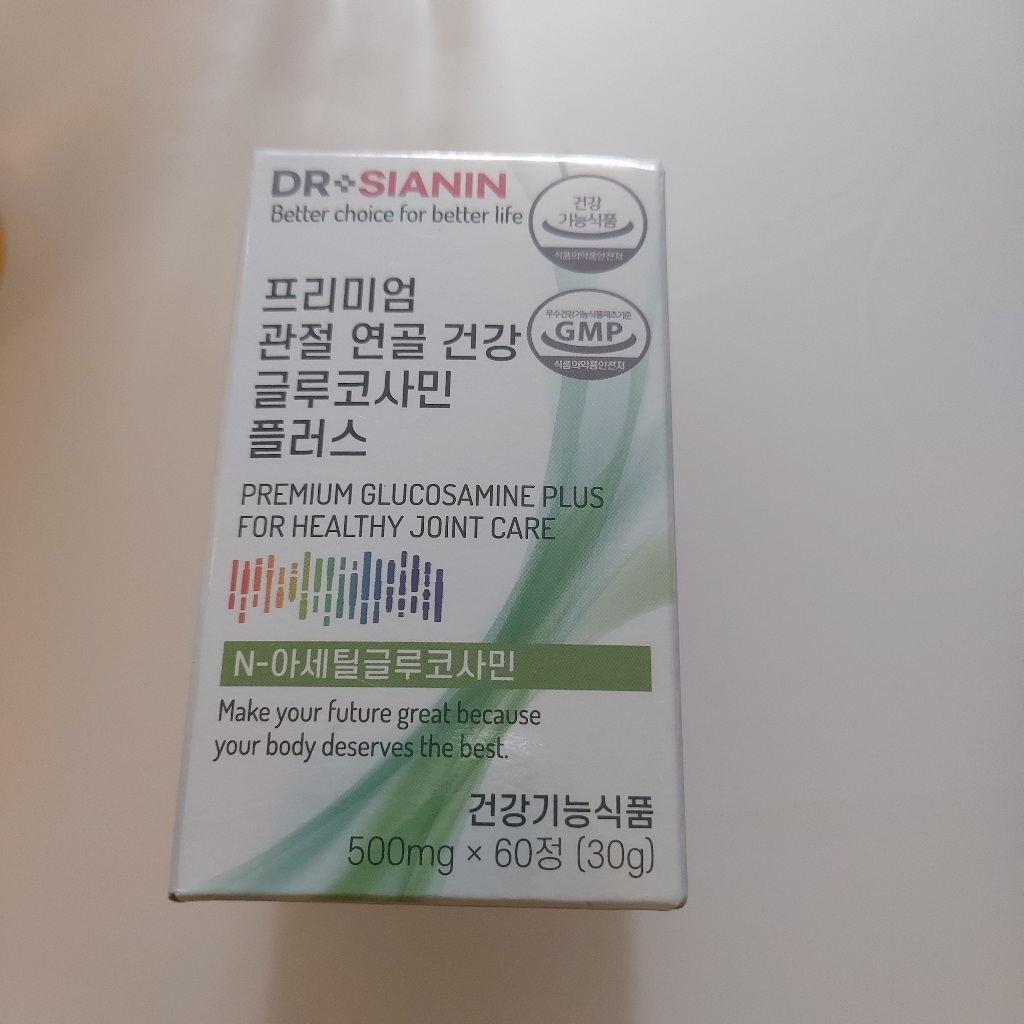 DR SIANIN
Better choice for better life
건강
기능식품
식품의약품안전처
프리미엄
관절 연골 건강
글루코사민
플러스
우수건강기능식품제조기준
GMP
식품의약품안전처
PREMIUM GLUCOSAMINE PLUS
FOR HEALTHY JOINT CARE
N-아세틸글루코사민
Make your future great because
your body deserves the best.
건강기능식품
500mg × 60정 (30g)